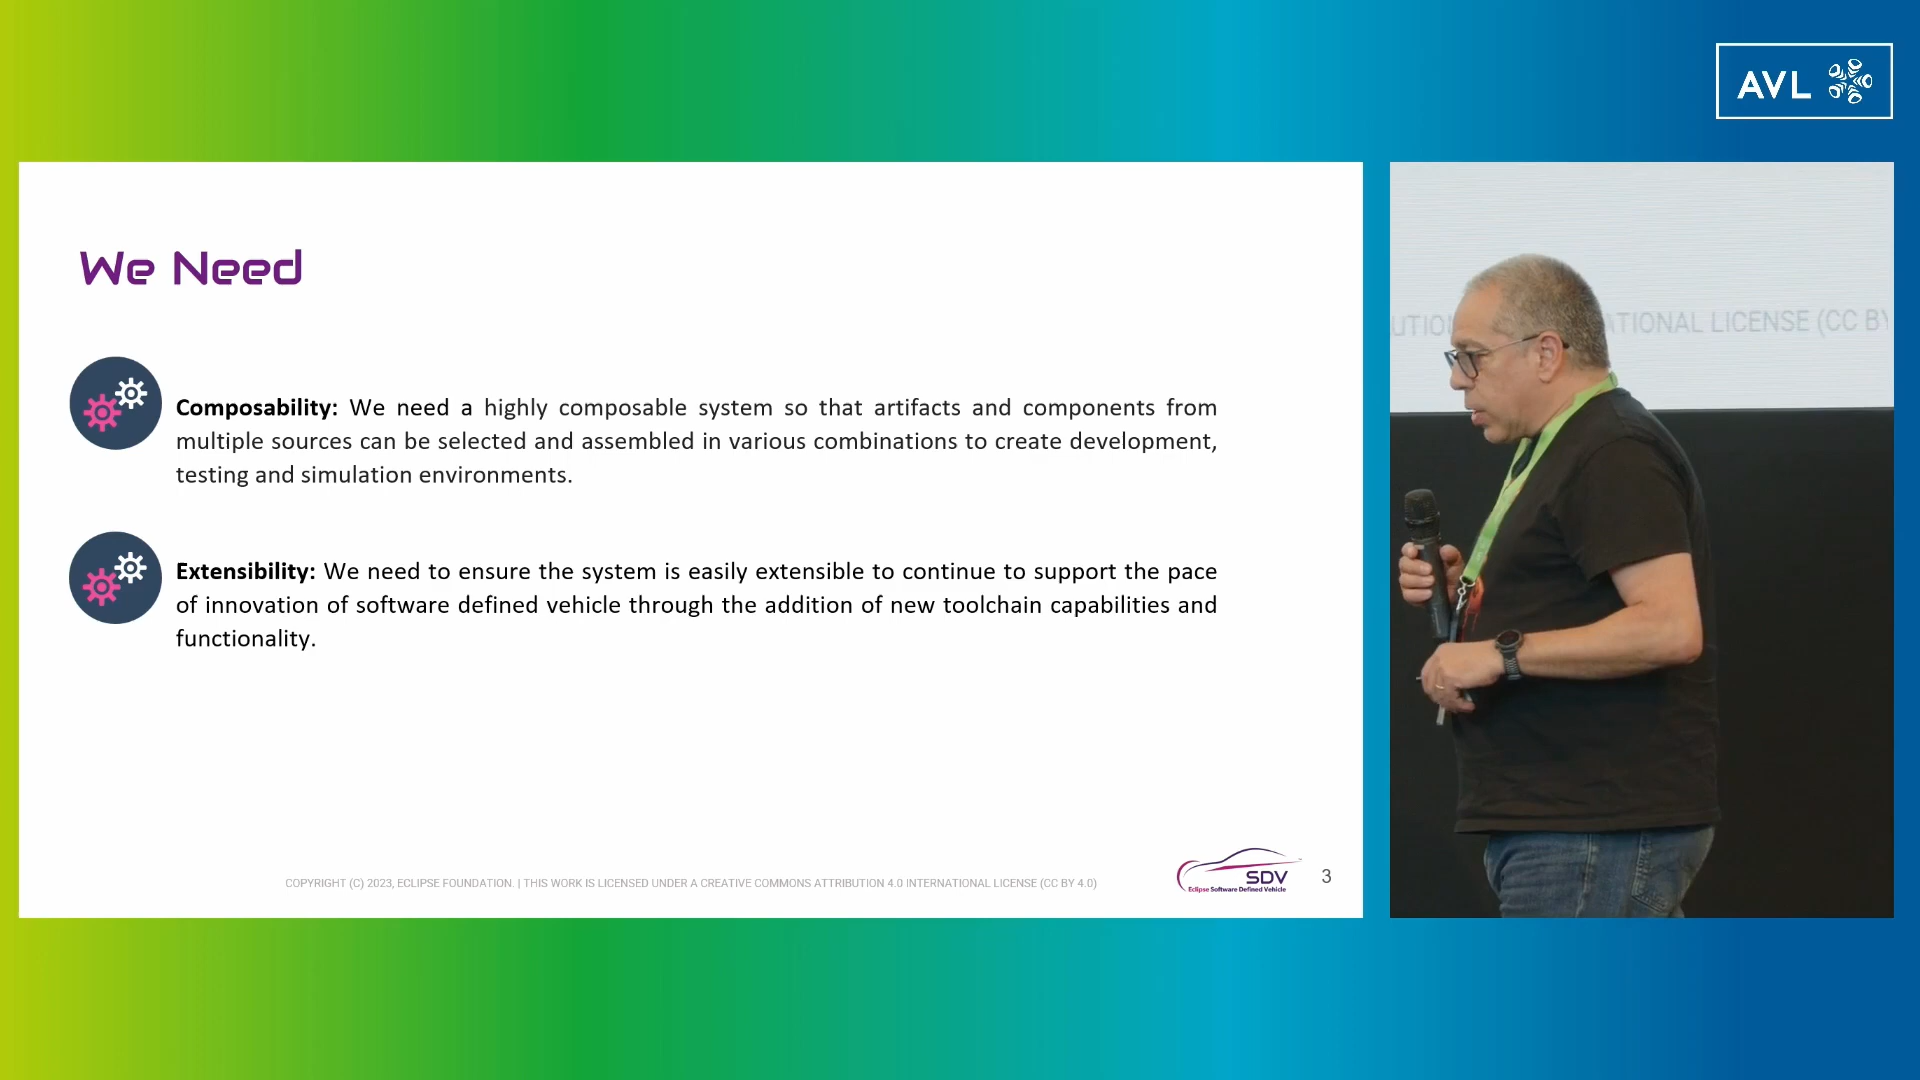 AVL
We Need
Composability: We need a highly composable system so that artifacts and components from
multiple sources can be selected and assembled in various combinations to create development,
testing and simulation environments.
Extensibility: We need to ensure the system is easily extensible to continue to support the pace
of innovation of software defined vehicle through the addition of new toolchain capabilities and
functionality.
COPYRIGHT (C) 2023, ECLIPSE FOUNDATION. | THIS WORK IS LICENSED UNDER A CREATIVE COMMONS ATTRIBUTION 4.0 INTERNATIONAL LICENSE (CC BY 4.0)
SDV
Eclipse Software Defined Vehicle
3
UTIO ATIONAL LICENSE (CC BY